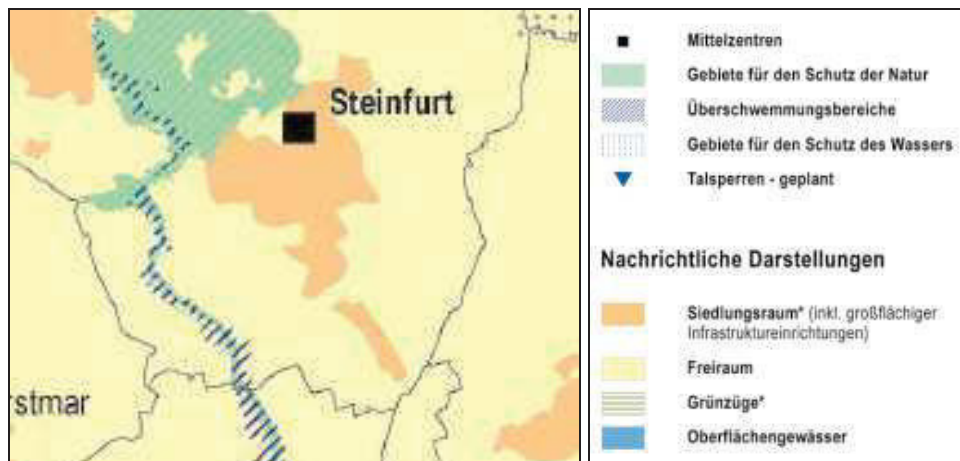 Steinfurt
rstmar
Mittelzentren
Gebiete für den Schutz der Natur
Überschwemmungsbereiche
Gebiete für den Schutz des Wassers
Talsperren - geplant
Nachrichtliche Darstellungen
Siedlungsraum* (inkl. großflächiger
Infrastruktureinrichtungen)
Freiraum
Grünzüge*
Oberflächengewässer